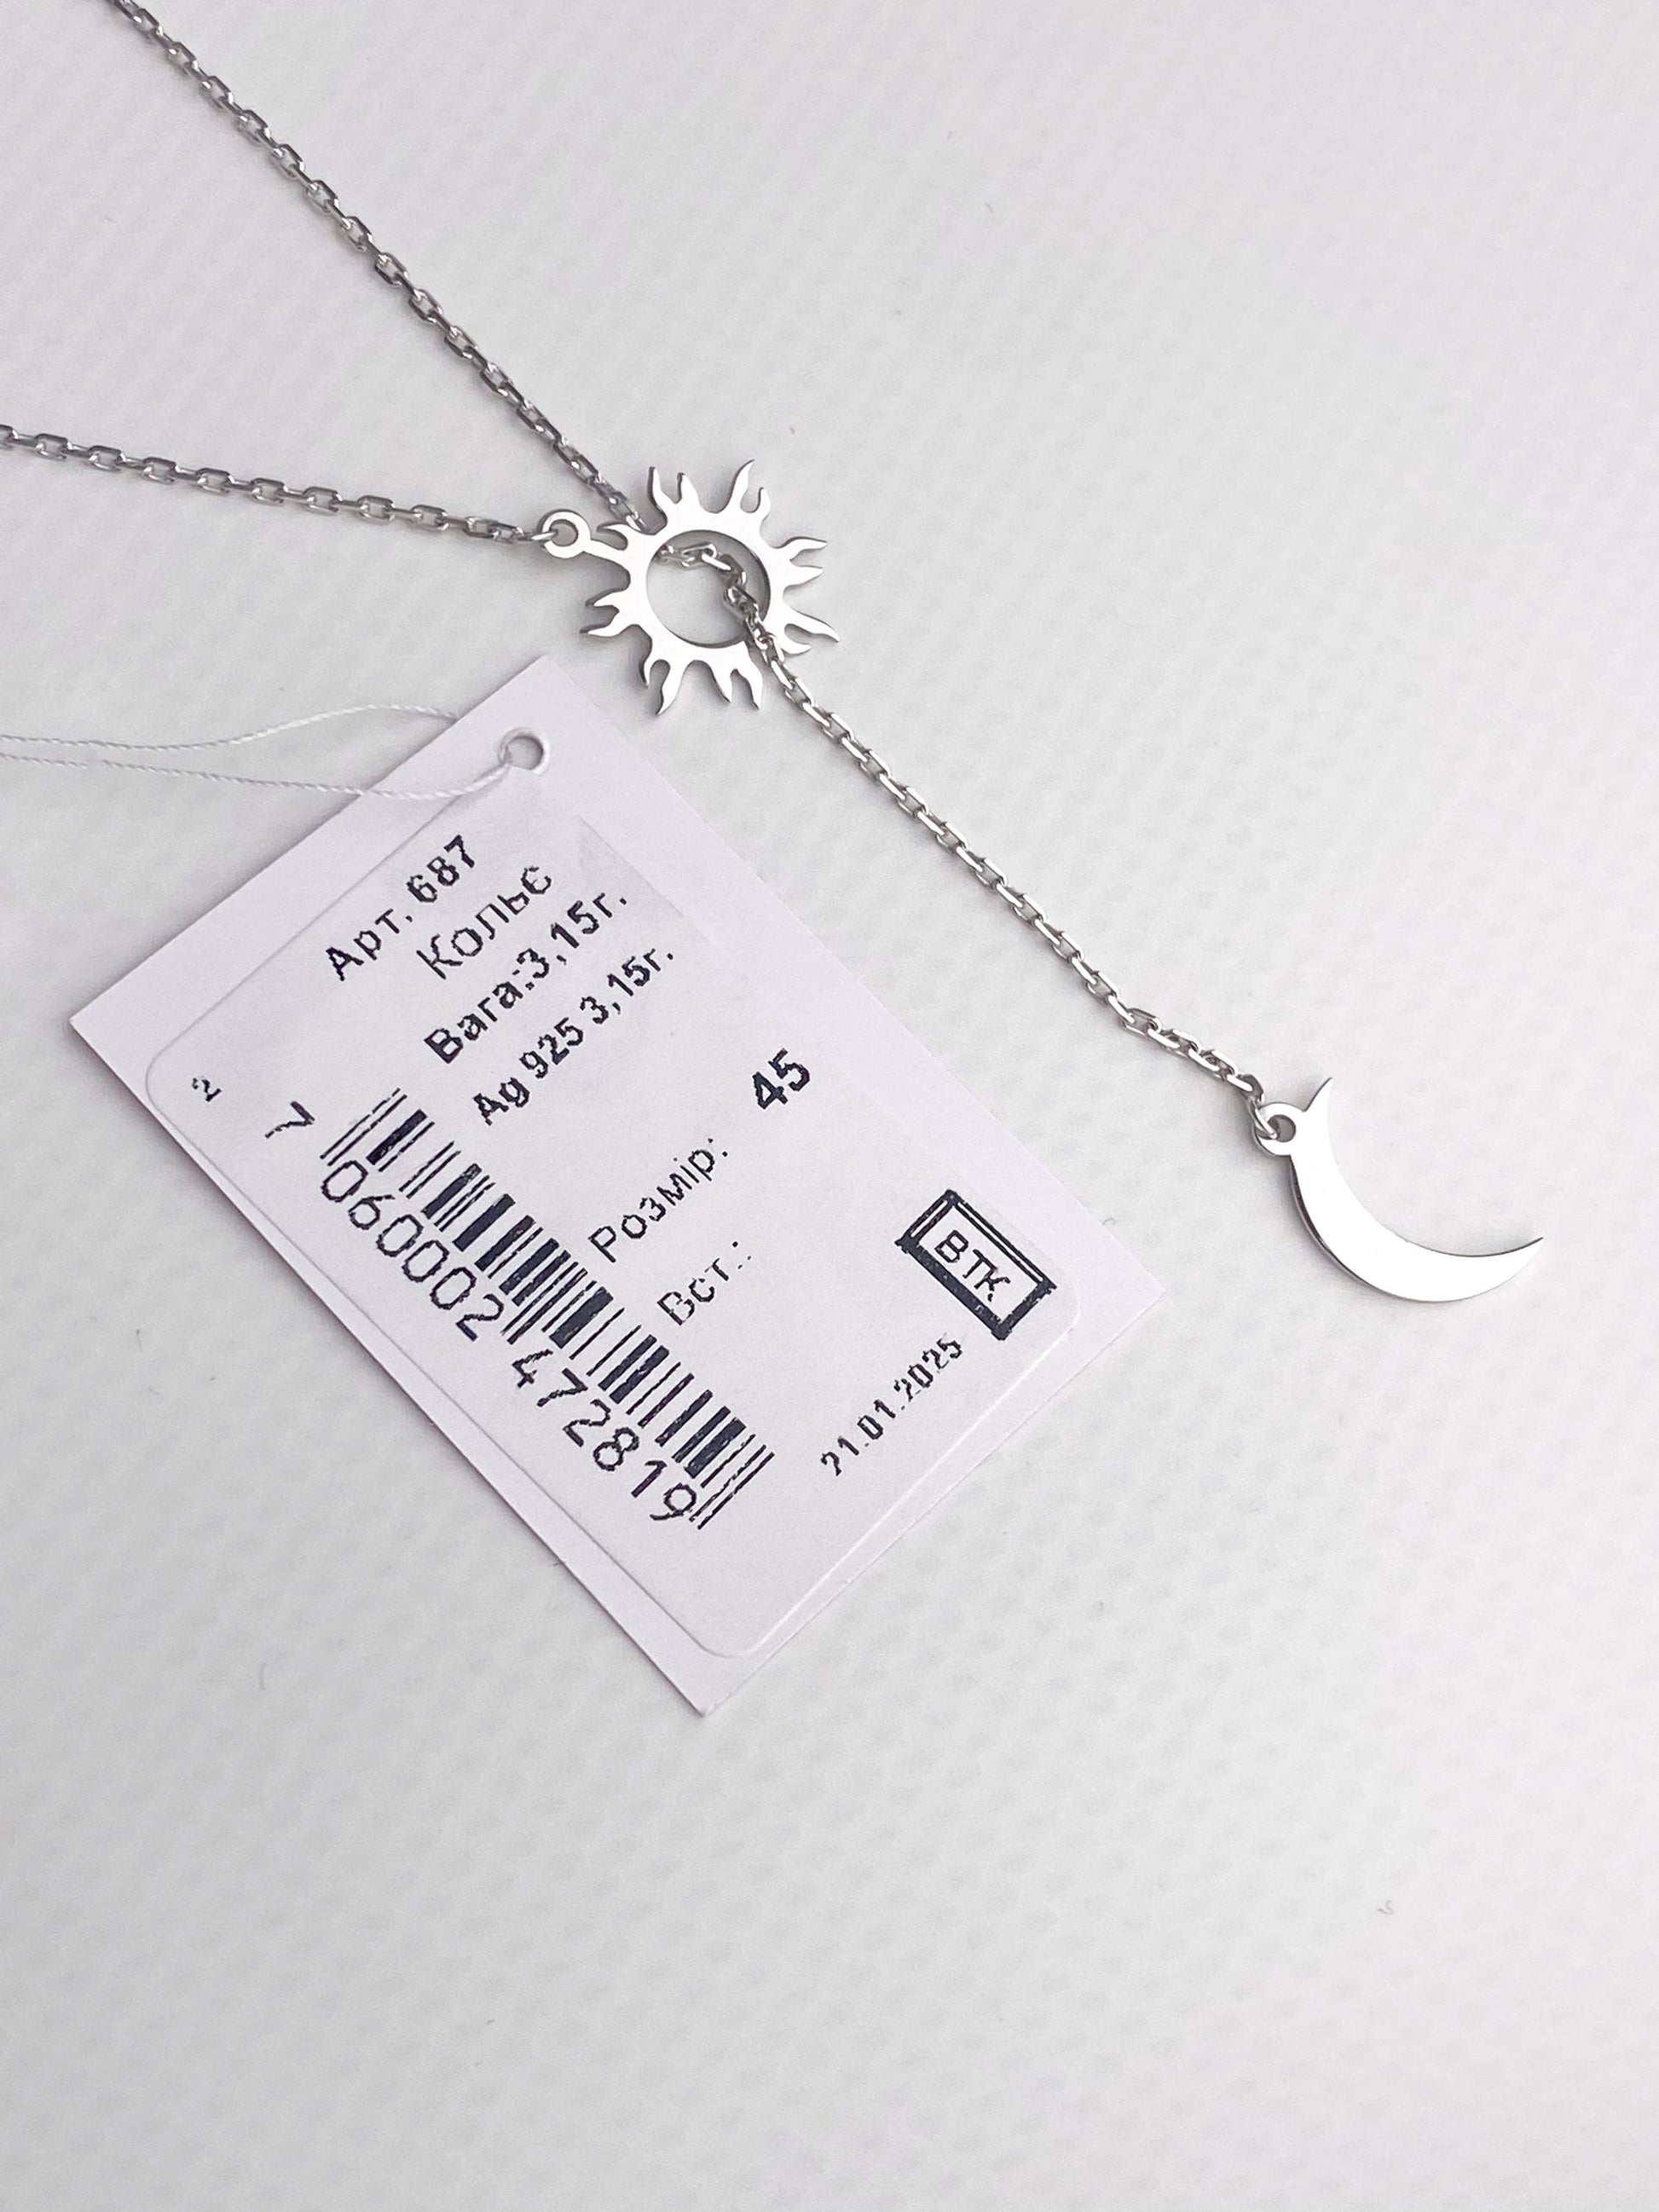 Арт. 687
Кольє
Вага:3,15г.
Ag 925 3,15г.
2
7 060002 472819
Розмір: 45
Вст.:
ВТК
21.01.2025